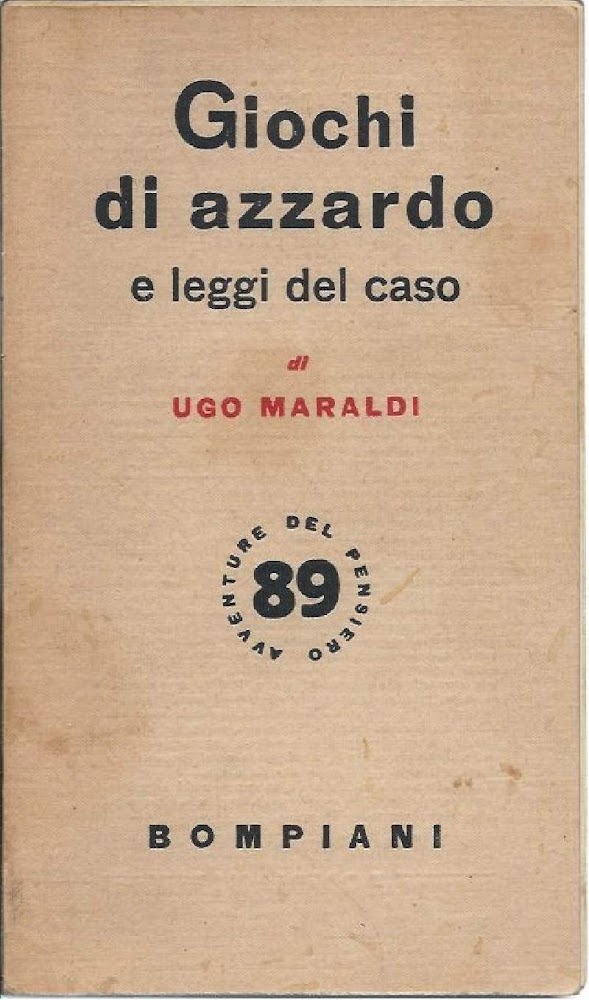 Giochi
di azzardo
e leggi del caso
di
UGO MARALDI
AVVENTURE DEL PENSIERO
89
BOMPIANI